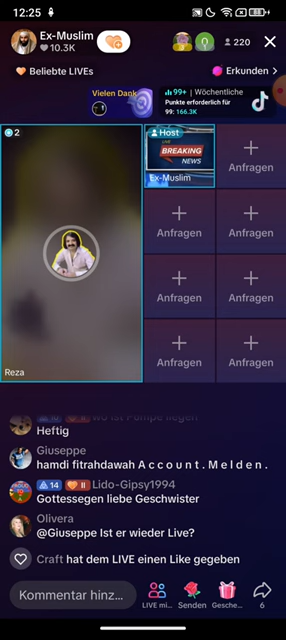 12:25
Ex-Muslim
10.3K
220
Beliebte LIVEs
Erkunden
Vielen Dank
99+ | Wöchentliche
Punkte erforderlich für
99: 166.3K
2
Host
LIVE
BREAKING
NEWS
Ex-Muslim
Anfragen
Anfragen
Anfragen
Anfragen
Anfragen
Anfragen
Anfragen
Reza
Heftig
Giuseppe
hamdi fitrahdawah A c c o u n t . M e l d e n .
14 II Lido-Gipsy1994
Gottessegen liebe Geschwister
Olivera
@Giuseppe Ist er wieder Live?
Craft hat dem LIVE einen Like gegeben
Kommentar hinz...
LIVE mi...
Senden
Gesche...
6